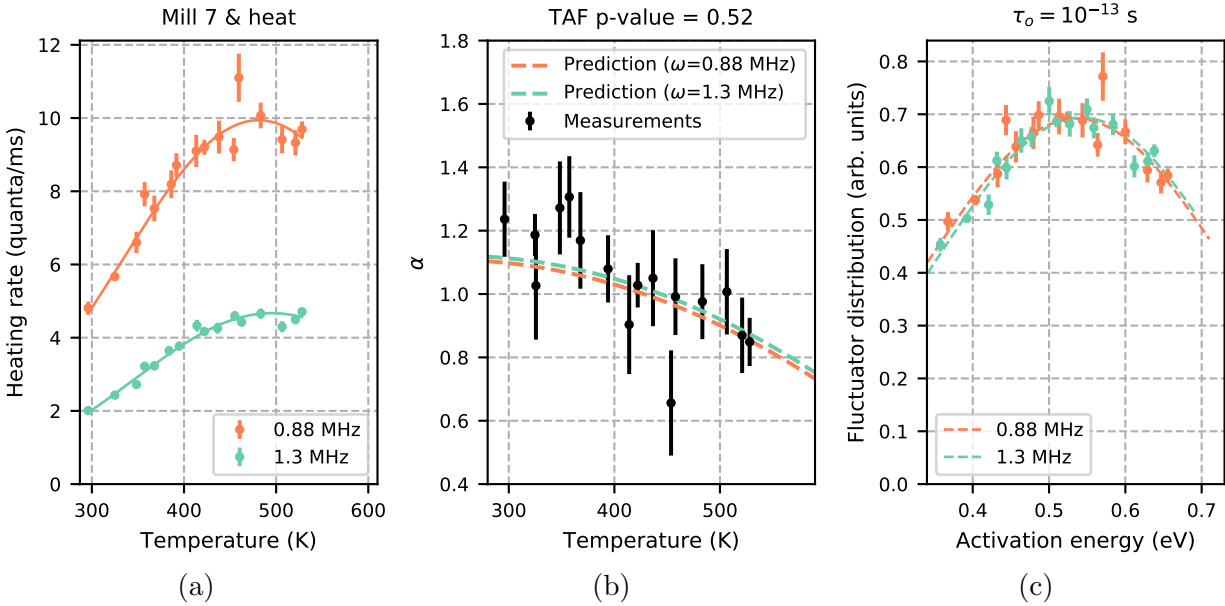 Mill 7 & heat
Heating rate (quanta/ms)
12
10
8
6
4
2
0
300 400 500 600
Temperature (K)
0.88 MHz
1.3 MHz
(a)
TAF p-value = 0.52
α
1.8
1.6
1.4
1.2
1.0
0.8
0.6
0.4
300 400 500
Temperature (K)
Prediction (ω=0.88 MHz)
Prediction (ω=1.3 MHz)
Measurements
(b)
τₒ = 10⁻¹³ s
Fluctuator distribution (arb. units)
0.8
0.7
0.6
0.5
0.4
0.3
0.2
0.1
0.0
0.4 0.5 0.6 0.7
Activation energy (eV)
0.88 MHz
1.3 MHz
(c)